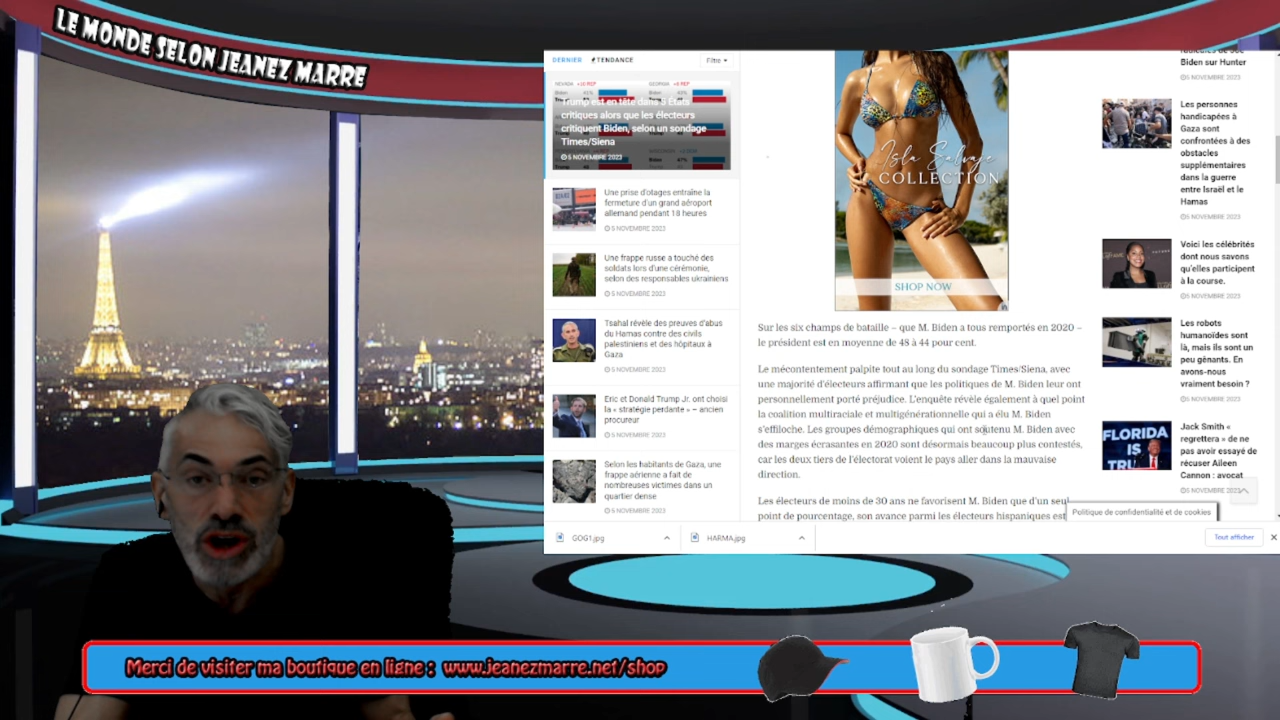 LE MONDE SELON JEANEZ MARRE
DERNIER TENDANCE Filtre
Trump est en tête dans 5 États
critiques alors que les électeurs
critiquent Biden, selon un sondage
Times/Siena
5 NOVEMBRE 2023
Une prise d'otages entraîne la
fermeture d'un grand aéroport
allemand pendant 18 heures
5 NOVEMBRE 2023
Une frappe russe a touché des
soldats lors d'une cérémonie,
selon des responsables ukrainiens
5 NOVEMBRE 2023
Tsahal révèle des preuves d'abus
du Hamas contre des civils
palestiniens et des hôpitaux à
Gaza
5 NOVEMBRE 2023
Eric et Donald Trump Jr. ont choisi
la « stratégie perdante » – ancien
procureur
5 NOVEMBRE 2023
Selon les habitants de Gaza, une
frappe aérienne a fait de
nombreuses victimes dans un
quartier dense
5 NOVEMBRE 2023
Isla Salvaje
COLLECTION
SHOP NOW
Sur les six champs de bataille – que M. Biden a tous remportés en 2020 –
le président est en moyenne de 48 à 44 pour cent.
Le mécontentement palpite tout au long du sondage Times/Siena, avec
une majorité d'électeurs affirmant que les politiques de M. Biden leur ont
personnellement porté préjudice. L'enquête révèle également à quel point
la coalition multiraciale et multigénérationnelle qui a élu M. Biden
s'effiloche. Les groupes démographiques qui ont soutenu M. Biden avec
des marges écrasantes en 2020 sont désormais beaucoup plus contestés,
car les deux tiers de l'électorat voient le pays aller dans la mauvaise
direction.
Les électeurs de moins de 30 ans ne favorisent M. Biden que d'un seul
point de pourcentage, son avance parmi les électeurs hispaniques est
Biden sur Hunter
5 NOVEMBRE 2023
Les personnes
handicapées à
Gaza sont
confrontées à des
obstacles
supplémentaires
dans la guerre
entre Israël et le
Hamas
5 NOVEMBRE 2023
Voici les célébrités
dont nous savons
qu'elles participent
à la course.
5 NOVEMBRE 2023
Les robots
humanoïdes sont
là, mais ils sont un
peu gênants. En
avons-nous
vraiment besoin ?
5 NOVEMBRE 2023
FLORIDA
IS
TRU
Jack Smith «
regrettera » de ne
pas avoir essayé de
récuser Aileen
Cannon : avocat
5 NOVEMBRE 2023
Politique de confidentialité et de cookies
GOG1.jpg HARMA.jpg Tout afficher
Merci de visiter ma boutique en ligne : www.jeanezmarre.net/shop